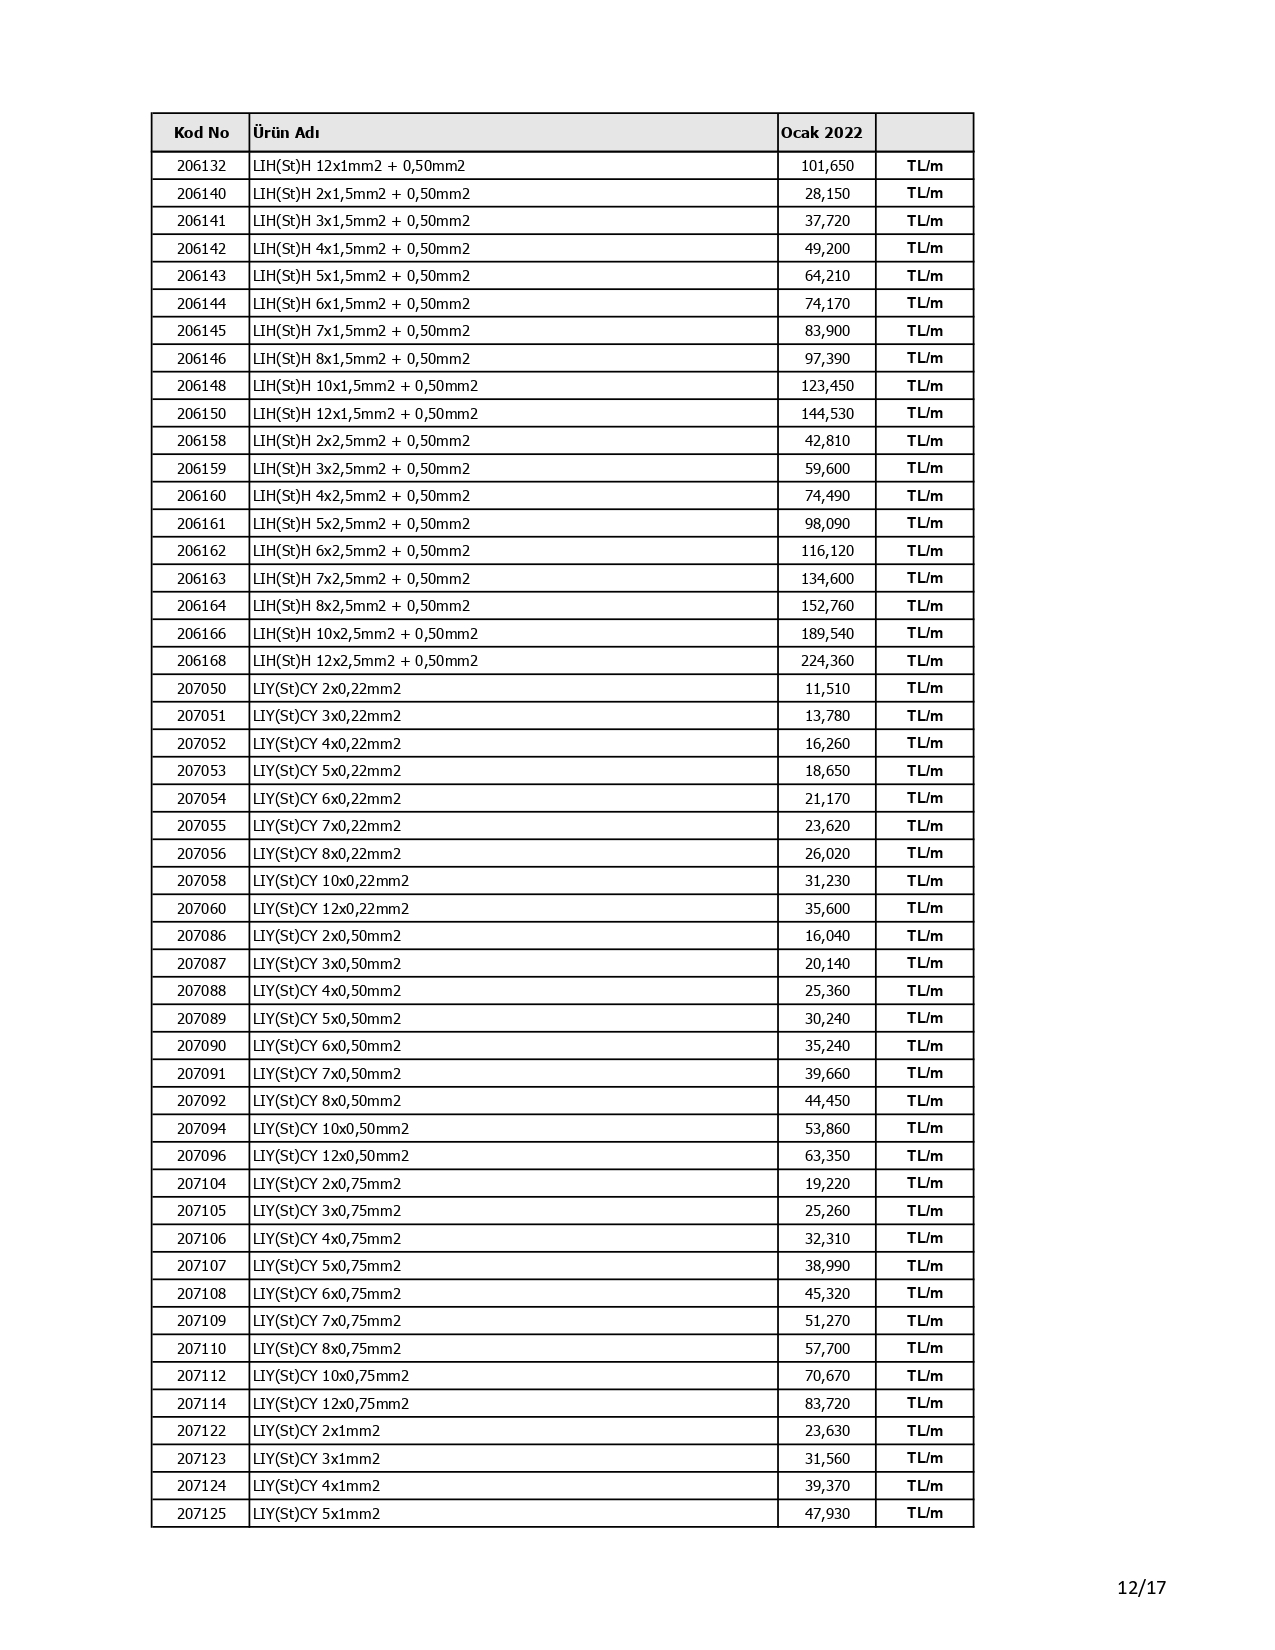 Kod No Ürün Adı Ocak 2022
206132 LIH(St)H 12x1mm2 + 0,50mm2 101,650 TL/m
206140 LIH(St)H 2x1,5mm2 + 0,50mm2 28,150 TL/m
206141 LIH(St)H 3x1,5mm2 + 0,50mm2 37,720 TL/m
206142 LIH(St)H 4x1,5mm2 + 0,50mm2 49,200 TL/m
206143 LIH(St)H 5x1,5mm2 + 0,50mm2 64,210 TL/m
206144 LIH(St)H 6x1,5mm2 + 0,50mm2 74,170 TL/m
206145 LIH(St)H 7x1,5mm2 + 0,50mm2 83,900 TL/m
206146 LIH(St)H 8x1,5mm2 + 0,50mm2 97,390 TL/m
206148 LIH(St)H 10x1,5mm2 + 0,50mm2 123,450 TL/m
206150 LIH(St)H 12x1,5mm2 + 0,50mm2 144,530 TL/m
206158 LIH(St)H 2x2,5mm2 + 0,50mm2 42,810 TL/m
206159 LIH(St)H 3x2,5mm2 + 0,50mm2 59,600 TL/m
206160 LIH(St)H 4x2,5mm2 + 0,50mm2 74,490 TL/m
206161 LIH(St)H 5x2,5mm2 + 0,50mm2 98,090 TL/m
206162 LIH(St)H 6x2,5mm2 + 0,50mm2 116,120 TL/m
206163 LIH(St)H 7x2,5mm2 + 0,50mm2 134,600 TL/m
206164 LIH(St)H 8x2,5mm2 + 0,50mm2 152,760 TL/m
206166 LIH(St)H 10x2,5mm2 + 0,50mm2 189,540 TL/m
206168 LIH(St)H 12x2,5mm2 + 0,50mm2 224,360 TL/m
207050 LIY(St)CY 2x0,22mm2 11,510 TL/m
207051 LIY(St)CY 3x0,22mm2 13,780 TL/m
207052 LIY(St)CY 4x0,22mm2 16,260 TL/m
207053 LIY(St)CY 5x0,22mm2 18,650 TL/m
207054 LIY(St)CY 6x0,22mm2 21,170 TL/m
207055 LIY(St)CY 7x0,22mm2 23,620 TL/m
207056 LIY(St)CY 8x0,22mm2 26,020 TL/m
207058 LIY(St)CY 10x0,22mm2 31,230 TL/m
207060 LIY(St)CY 12x0,22mm2 35,600 TL/m
207086 LIY(St)CY 2x0,50mm2 16,040 TL/m
207087 LIY(St)CY 3x0,50mm2 20,140 TL/m
207088 LIY(St)CY 4x0,50mm2 25,360 TL/m
207089 LIY(St)CY 5x0,50mm2 30,240 TL/m
207090 LIY(St)CY 6x0,50mm2 35,240 TL/m
207091 LIY(St)CY 7x0,50mm2 39,660 TL/m
207092 LIY(St)CY 8x0,50mm2 44,450 TL/m
207094 LIY(St)CY 10x0,50mm2 53,860 TL/m
207096 LIY(St)CY 12x0,50mm2 63,350 TL/m
207104 LIY(St)CY 2x0,75mm2 19,220 TL/m
207105 LIY(St)CY 3x0,75mm2 25,260 TL/m
207106 LIY(St)CY 4x0,75mm2 32,310 TL/m
207107 LIY(St)CY 5x0,75mm2 38,990 TL/m
207108 LIY(St)CY 6x0,75mm2 45,320 TL/m
207109 LIY(St)CY 7x0,75mm2 51,270 TL/m
207110 LIY(St)CY 8x0,75mm2 57,700 TL/m
207112 LIY(St)CY 10x0,75mm2 70,670 TL/m
207114 LIY(St)CY 12x0,75mm2 83,720 TL/m
207122 LIY(St)CY 2x1mm2 23,630 TL/m
207123 LIY(St)CY 3x1mm2 31,560 TL/m
207124 LIY(St)CY 4x1mm2 39,370 TL/m
207125 LIY(St)CY 5x1mm2 47,930 TL/m
12/17